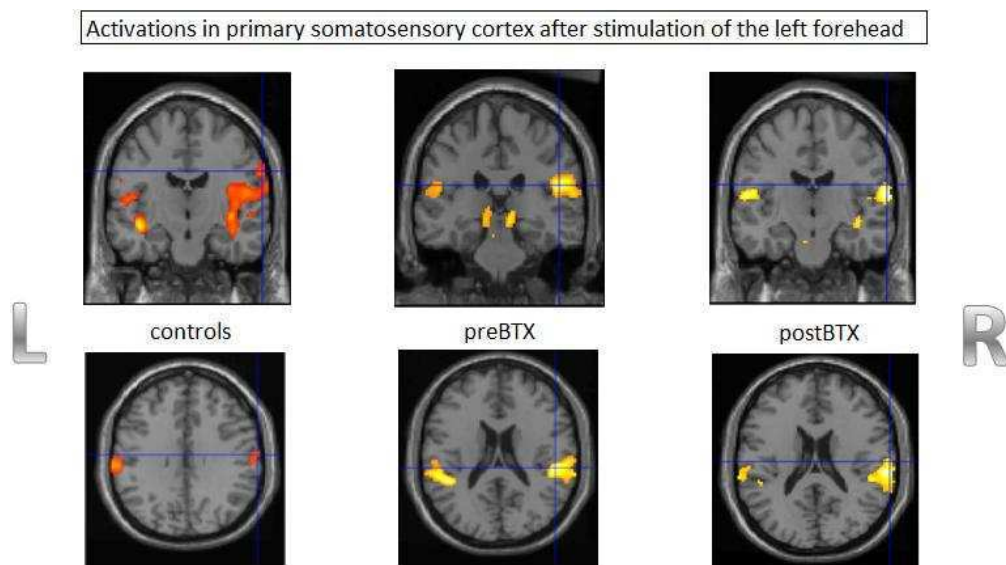 Activations in primary somatosensory cortex after stimulation of the left forehead
L
controls
preBTX
postBTX
R